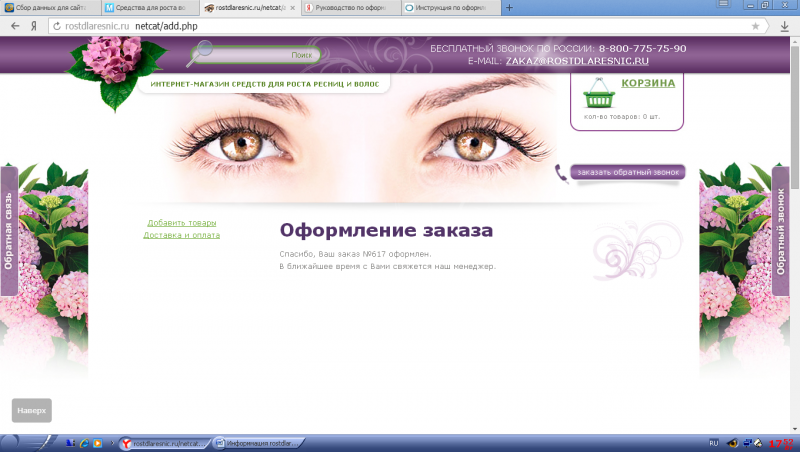 Сбор данных для сайт
Средства для роста во
rostdlaresnic.ru/netcat/
Руководство по офор
Инструкция по оформ
Я
rostdlaresnic.ru netcat/add.php
Поиск
БЕСПЛАТНЫЙ ЗВОНОК ПО РОССИИ: 8-800-775-75-90
E-MAIL: ZAKAZ@ROSTDLARESNIC.RU
ИНТЕРНЕТ-МАГАЗИН СРЕДСТВ ДЛЯ РОСТА РЕСНИЦ И ВОЛОС
КОРЗИНА
кол-во товаров: 0 шт.
заказать обратный звонок
Обратная связь
Обратный звонок
Добавить товары
Доставка и оплата
Оформление заказа
Спасибо, Ваш заказ №617 оформлен.
В ближайшее время с Вами свяжется наш менеджер.
Наверх
rostdlaresnic.ru/netcat...
Информация rostdlar...
RU